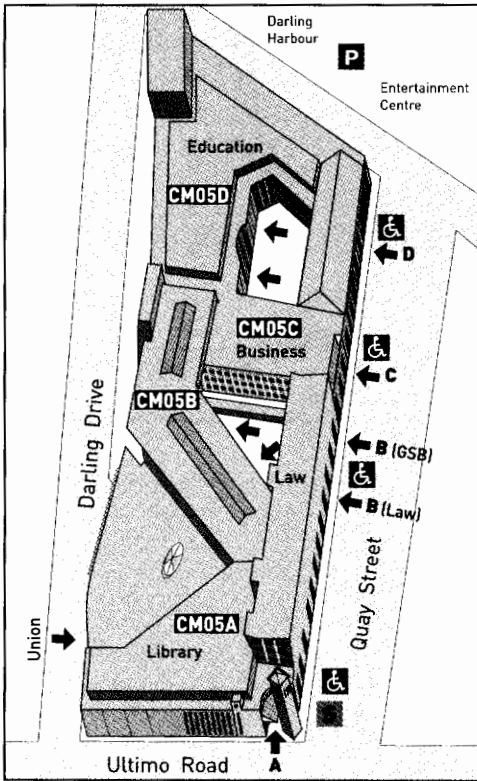 Darling
Harbour
P
Entertainment
Centre
Education
CM05D
D
CM05C
Business
C
CM05B
Darling Drive
B (GSB)
Law
B (Law)
Quay Street
CM05A
Library
Union
Ultimo Road
A